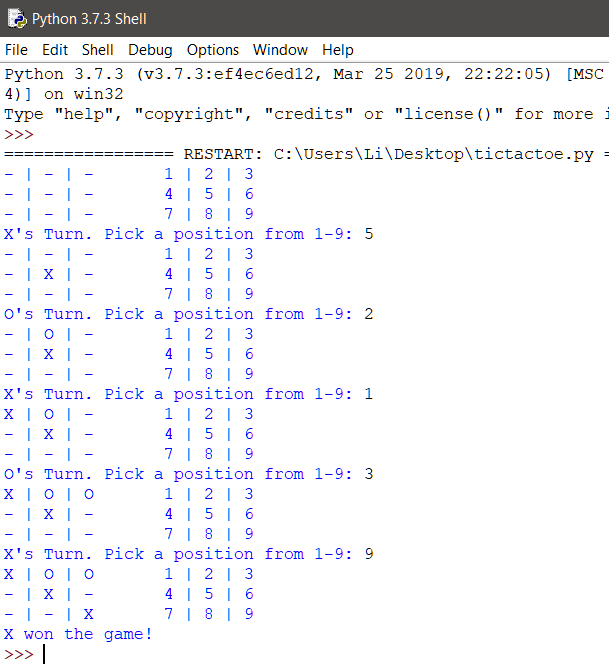 Python 3.7.3 Shell
File Edit Shell Debug Options Window Help
Python 3.7.3 (v3.7.3:ef4ec6ed12, Mar 25 2019, 22:22:05) [MSC
4)] on win32
Type "help", "copyright", "credits" or "license()" for more i
>>>
================= RESTART: C:\Users\Li\Desktop\tictactoe.py =
- | - | -       1 | 2 | 3
- | - | -       4 | 5 | 6
- | - | -       7 | 8 | 9
X's Turn. Pick a position from 1-9: 5
- | - | -       1 | 2 | 3
- | X | -       4 | 5 | 6
- | - | -       7 | 8 | 9
O's Turn. Pick a position from 1-9: 2
- | O | -       1 | 2 | 3
- | X | -       4 | 5 | 6
- | - | -       7 | 8 | 9
X's Turn. Pick a position from 1-9: 1
X | O | -       1 | 2 | 3
- | X | -       4 | 5 | 6
- | - | -       7 | 8 | 9
O's Turn. Pick a position from 1-9: 3
X | O | O       1 | 2 | 3
- | X | -       4 | 5 | 6
- | - | -       7 | 8 | 9
X's Turn. Pick a position from 1-9: 9
X | O | O       1 | 2 | 3
- | X | -       4 | 5 | 6
- | - | X       7 | 8 | 9
X won the game!
>>>